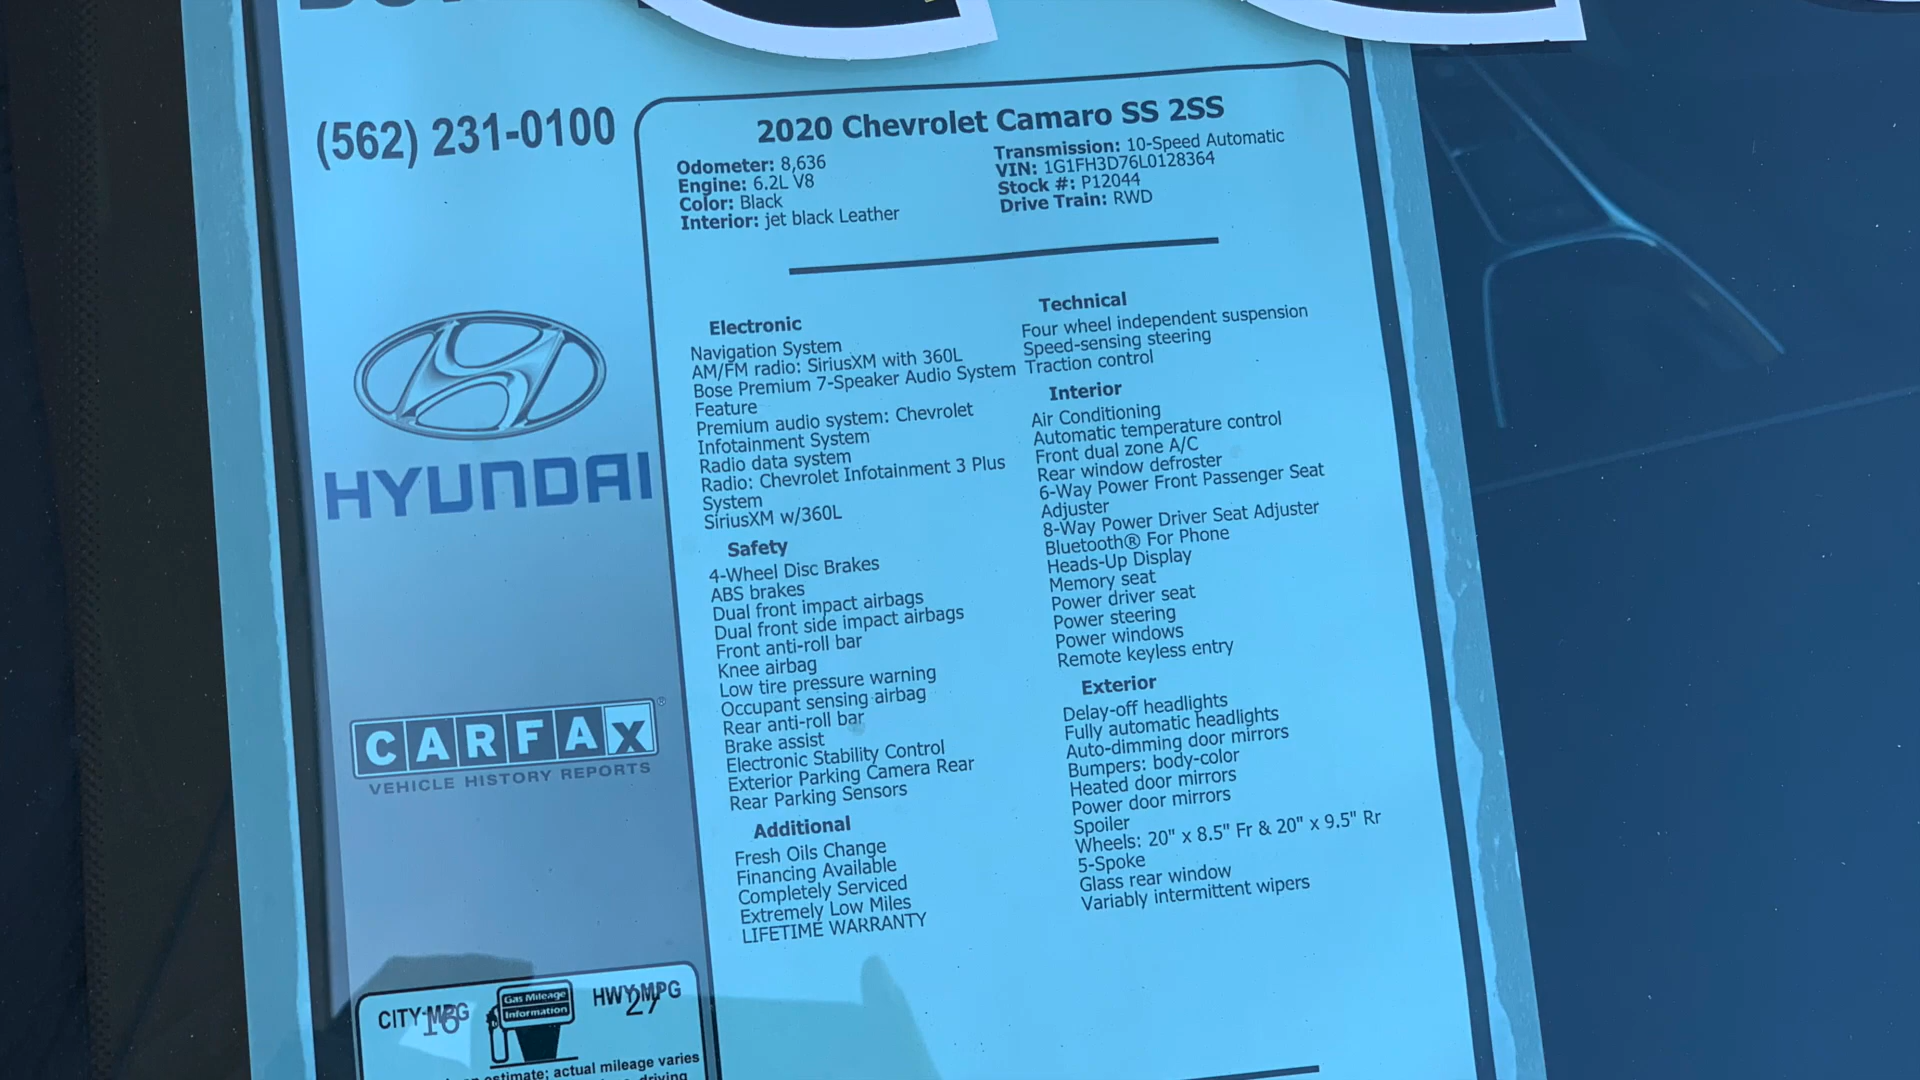 (562) 231-0100
HYUNDAI
CARFAX®
VEHICLE HISTORY REPORTS
CITY MPG
16
Gas Mileage
Information
HWY MPG
27
estimate; actual mileage varies
driving
2020 Chevrolet Camaro SS 2SS
Odometer: 8,636
Engine: 6.2L V8
Color: Black
Interior: jet black Leather
Transmission: 10-Speed Automatic
VIN: 1G1FH3D76L0128364
Stock #: P12044
Drive Train: RWD
Electronic
Navigation System
AM/FM radio: SiriusXM with 360L
Bose Premium 7-Speaker Audio System
Feature
Premium audio system: Chevrolet
Infotainment System
Radio data system
Radio: Chevrolet Infotainment 3 Plus
System
SiriusXM w/360L
Safety
4-Wheel Disc Brakes
ABS brakes
Dual front impact airbags
Dual front side impact airbags
Front anti-roll bar
Knee airbag
Low tire pressure warning
Occupant sensing airbag
Rear anti-roll bar
Brake assist
Electronic Stability Control
Exterior Parking Camera Rear
Rear Parking Sensors
Additional
Fresh Oils Change
Financing Available
Completely Serviced
Extremely Low Miles
LIFETIME WARRANTY
Technical
Four wheel independent suspension
Speed-sensing steering
Traction control
Interior
Air Conditioning
Automatic temperature control
Front dual zone A/C
Rear window defroster
6-Way Power Front Passenger Seat
Adjuster
8-Way Power Driver Seat Adjuster
Bluetooth® For Phone
Heads-Up Display
Memory seat
Power driver seat
Power steering
Power windows
Remote keyless entry
Exterior
Delay-off headlights
Fully automatic headlights
Auto-dimming door mirrors
Bumpers: body-color
Heated door mirrors
Power door mirrors
Spoiler
Wheels: 20" x 8.5" Fr & 20" x 9.5" Rr
5-Spoke
Glass rear window
Variably intermittent wipers